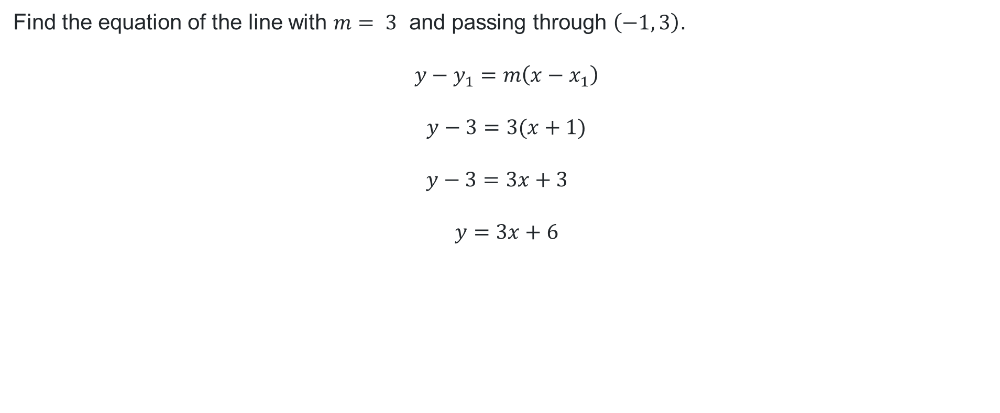 Find the equation of the line with m = 3 and passing through (−1, 3).
y − y₁ = m(x − x₁)
y − 3 = 3(x + 1)
y − 3 = 3x + 3
y = 3x + 6